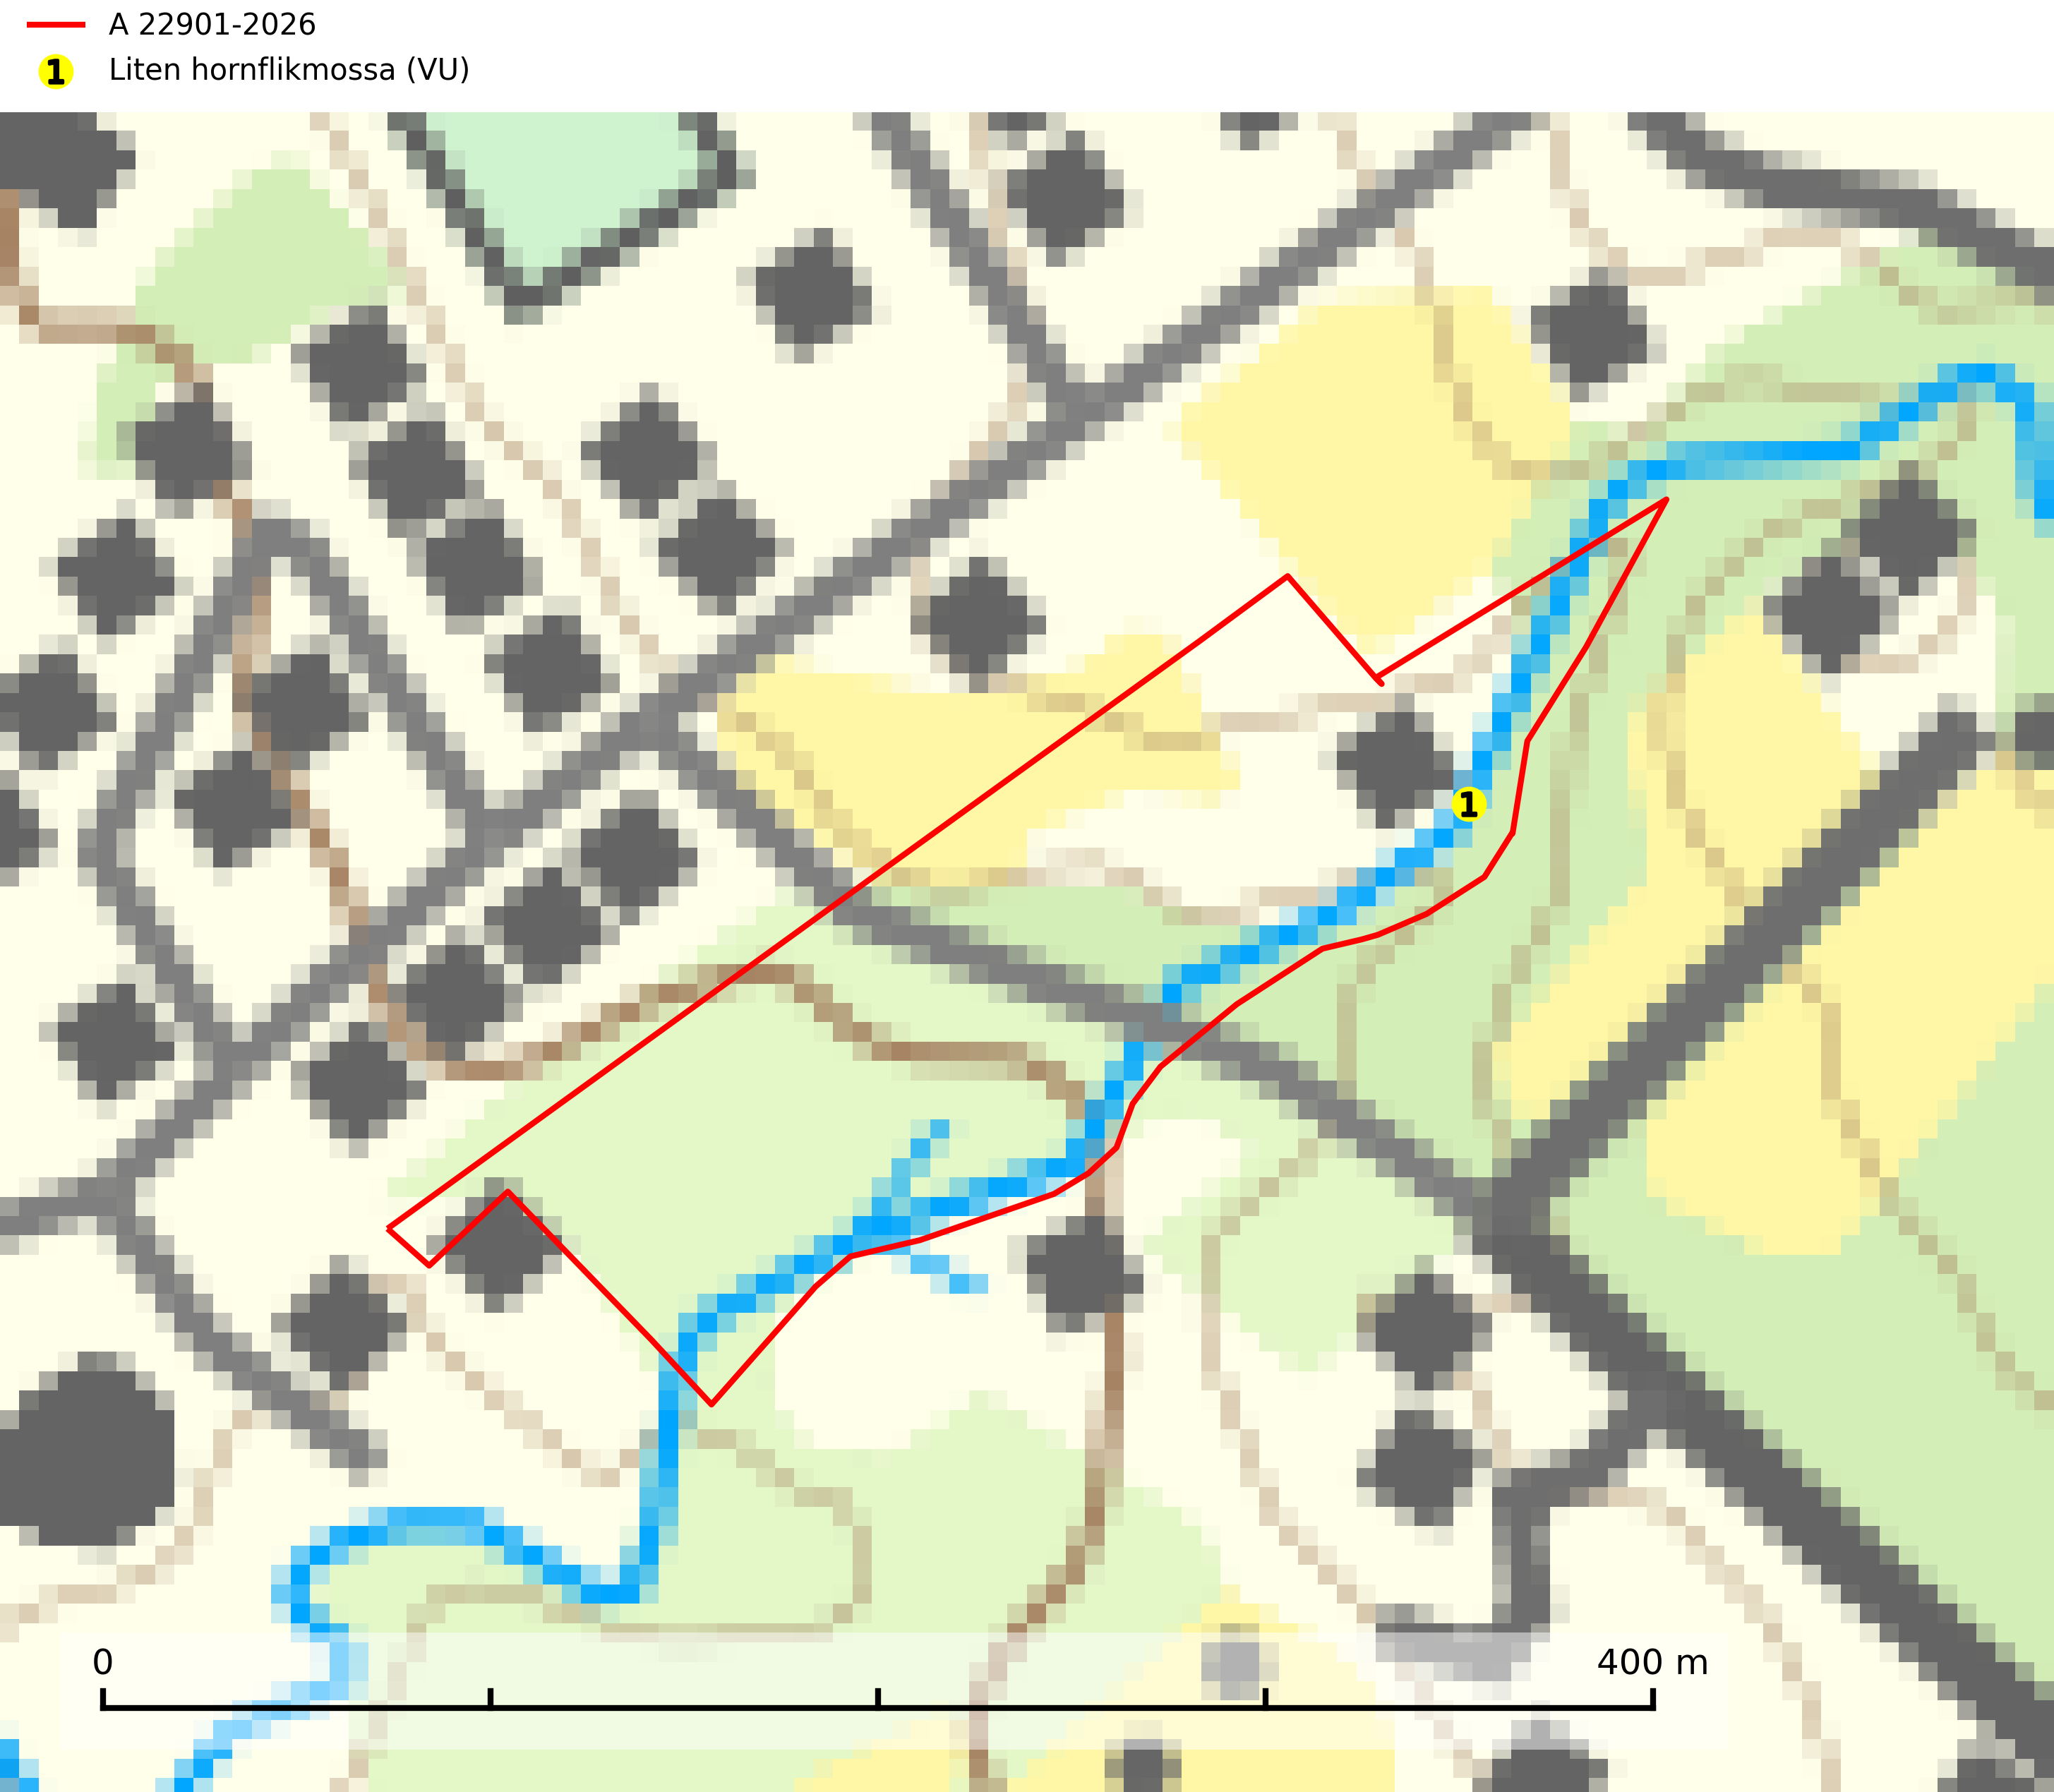 A 22901-2026
1 Liten hornflikmossa (VU)
1
0 400 m